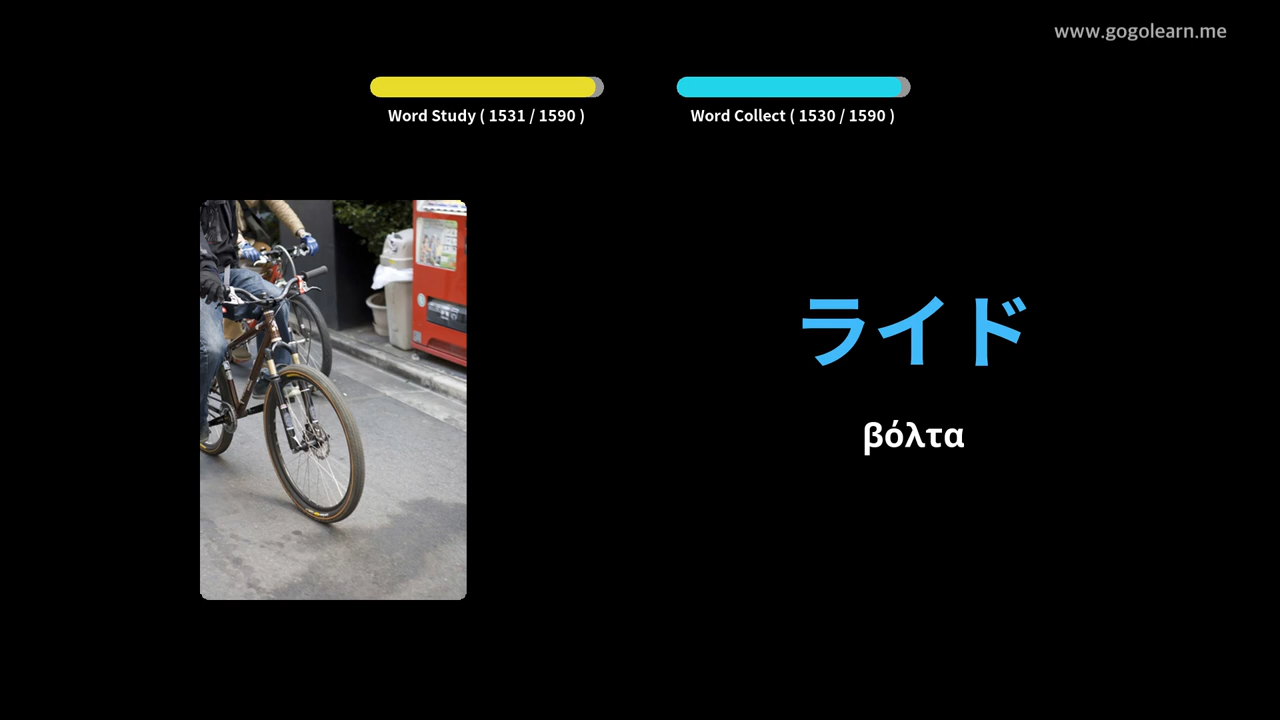 www.gogolearn.me
Word Study ( 1531 / 1590 )
Word Collect ( 1530 / 1590 )
ライド
βόλτα